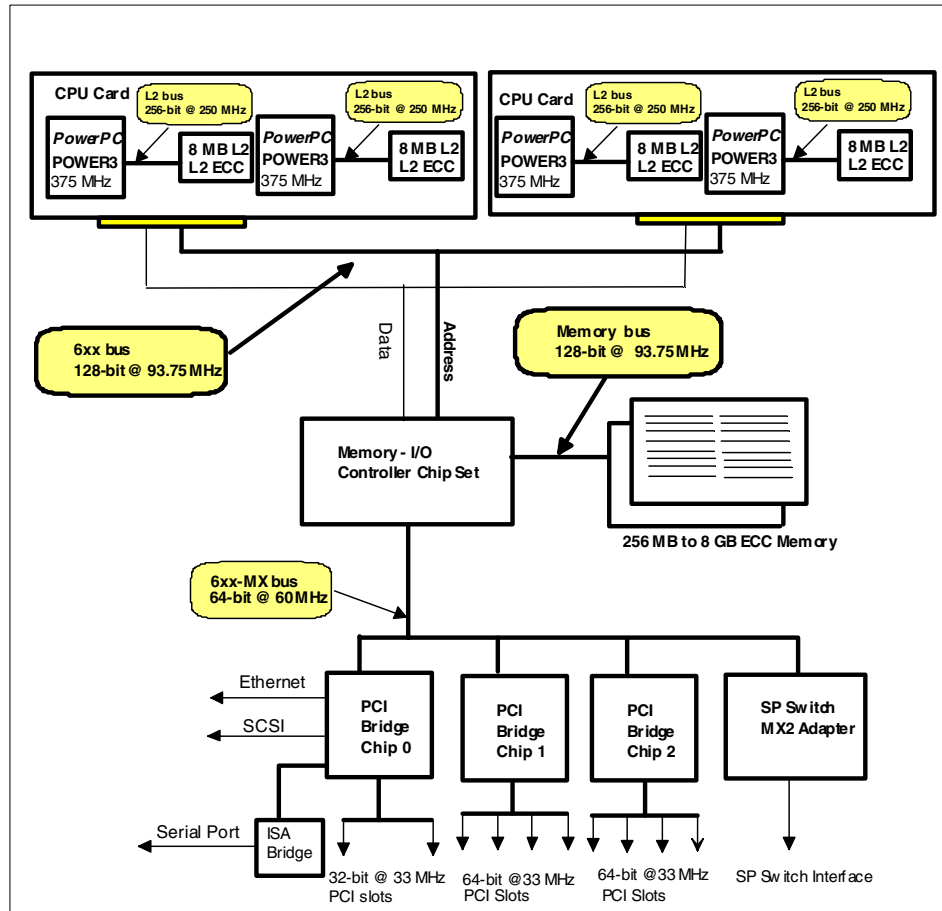 CPU Card
L2 bus
256-bit @ 250 MHz
L2 bus
256-bit @ 250 MHz
PowerPC
POWER3
375 MHz
8 MB L2
L2 ECC
PowerPC
POWER3
375 MHz
8 MB L2
L2 ECC
CPU Card
L2 bus
256-bit @ 250 MHz
L2 bus
256-bit @ 250 MHz
PowerPC
POWER3
375 MHz
8 MB L2
L2 ECC
PowerPC
POWER3
375 MHz
8 MB L2
L2 ECC
6xx bus
128-bit @ 93.75 MHz
Data
Address
Memory bus
128-bit @ 93.75 MHz
Memory - I/O
Controller Chip Set
256 MB to 8 GB ECC Memory
6xx-MX bus
64-bit @ 60 MHz
Ethernet
SCSI
PCI
Bridge
Chip 0
PCI
Bridge
Chip 1
PCI
Bridge
Chip 2
SP Switch
MX2 Adapter
Serial Port
ISA
Bridge
32-bit @ 33 MHz
PCI slots
64-bit @ 33 MHz
PCI Slots
64-bit @ 33 MHz
PCI Slots
SP Switch Interface